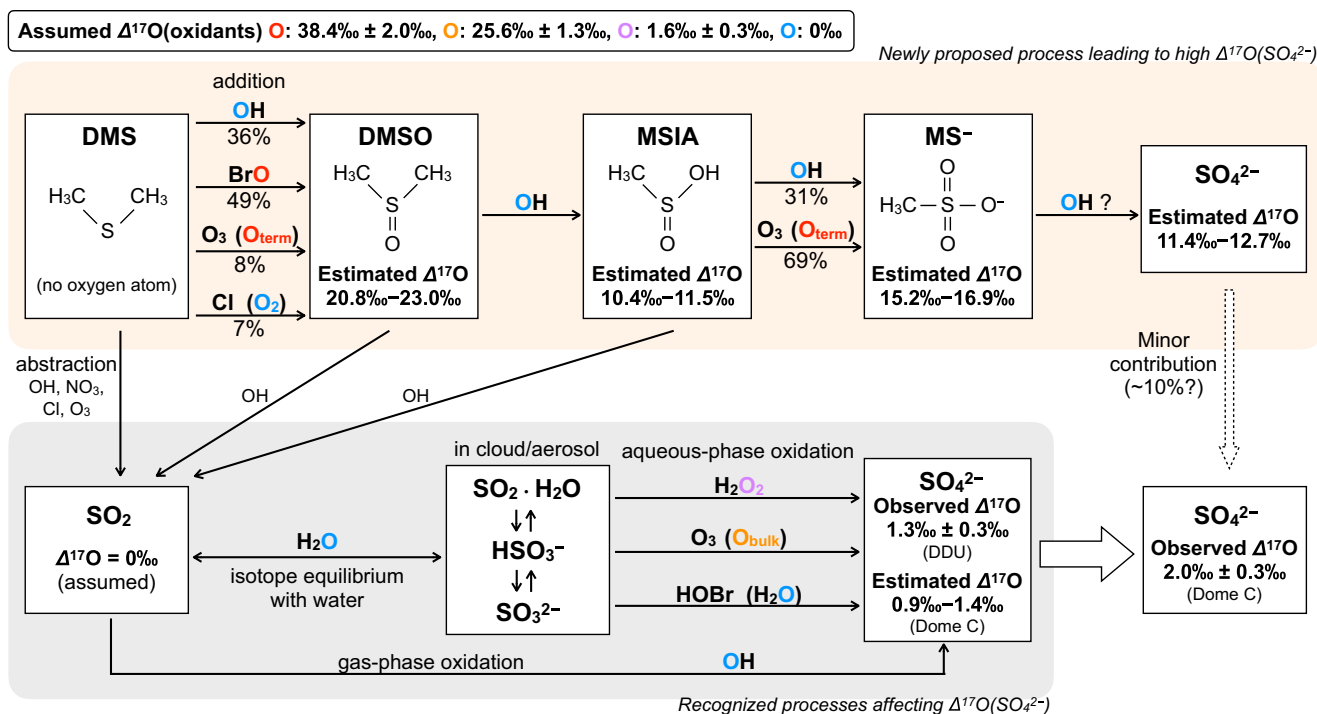 Assumed Δ¹⁷O(oxidants) O: 38.4‰ ± 2.0‰, O: 25.6‰ ± 1.3‰, O: 1.6‰ ± 0.3‰, O: 0‰
Newly proposed process leading to high Δ¹⁷O(SO₄²⁻)
addition
DMS
H₃C
CH₃
S
(no oxygen atom)
OH
36%
BrO
49%
O₃ (Oterm)
8%
Cl (O₂)
7%
DMSO
H₃C
CH₃
S
O
Estimated Δ¹⁷O
20.8‰–23.0‰
OH
MSIA
H₃C
OH
S
O
Estimated Δ¹⁷O
10.4‰–11.5‰
OH
31%
O₃ (Oterm)
69%
MS⁻
O
H₃C–S–O⁻
O
Estimated Δ¹⁷O
15.2‰–16.9‰
OH ?
SO₄²⁻
Estimated Δ¹⁷O
11.4‰–12.7‰
abstraction
OH, NO₃,
Cl, O₃
OH
OH
Minor
contribution
(~10%?)
SO₂
Δ¹⁷O = 0‰
(assumed)
H₂O
isotope equilibrium
with water
in cloud/aerosol
SO₂ · H₂O
HSO₃⁻
SO₃²⁻
aqueous-phase oxidation
H₂O₂
O₃ (Obulk)
HOBr (H₂O)
SO₄²⁻
Observed Δ¹⁷O
1.3‰ ± 0.3‰
(DDU)
Estimated Δ¹⁷O
0.9‰–1.4‰
(Dome C)
SO₄²⁻
Observed Δ¹⁷O
2.0‰ ± 0.3‰
(Dome C)
gas-phase oxidation
OH
Recognized processes affecting Δ¹⁷O(SO₄²⁻)